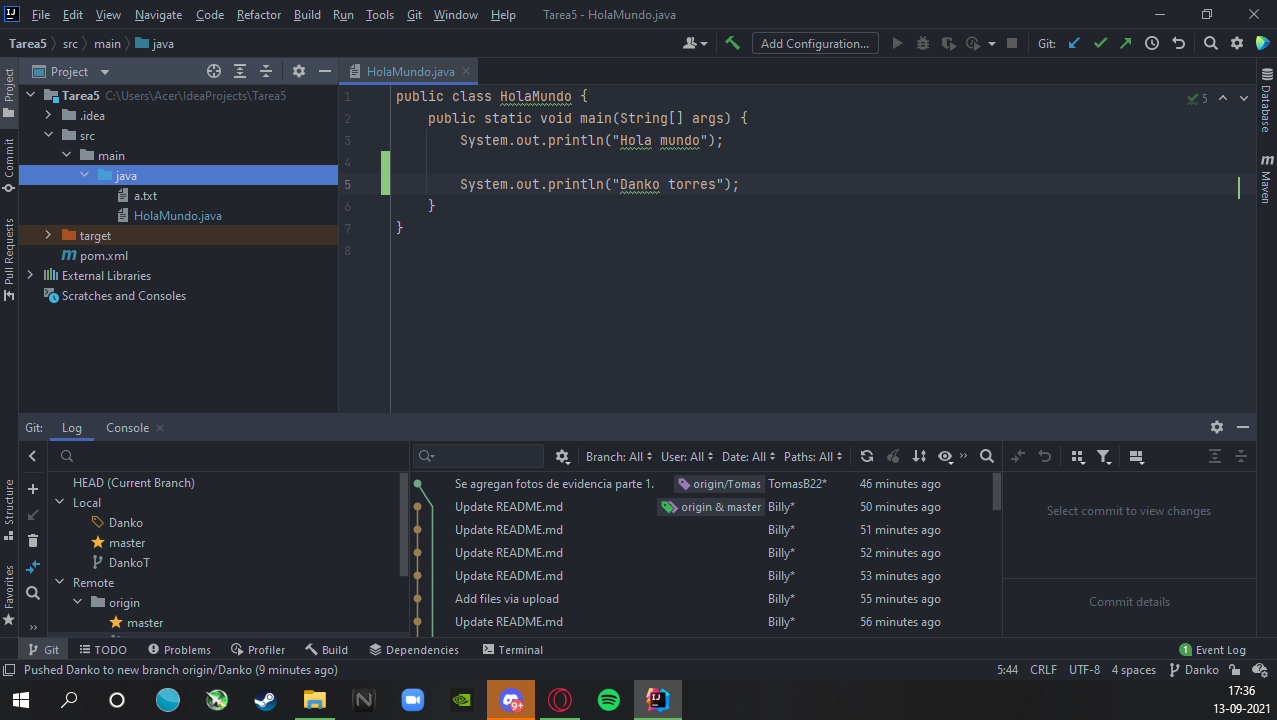 File Edit View Navigate Code Refactor Build Run Tools Git Window Help Tarea5 - HolaMundo.java
Tarea5 src main java Add Configuration... Git:
Project
HolaMundo.java
Tarea5 C:\Users\Acer\IdeaProjects\Tarea5
.idea
src
main
java
a.txt
HolaMundo.java
target
pom.xml
External Libraries
Scratches and Consoles
Project
Commit
Pull Requests
Structure
Favorites
1 public class HolaMundo {
2 public static void main(String[] args) {
3 System.out.println("Hola mundo");
4
5 System.out.println("Danko torres");
6 }
7 }
8
5
Database
Maven
Git: Log Console
Branch: All User: All Date: All Paths: All
HEAD (Current Branch)
Local
Danko
master
DankoT
Remote
origin
master
Se agregan fotos de evidencia parte 1. origin/Tomas TomasB22* 46 minutes ago
Update README.md origin & master Billy* 50 minutes ago
Update README.md Billy* 51 minutes ago
Update README.md Billy* 52 minutes ago
Update README.md Billy* 53 minutes ago
Add files via upload Billy* 55 minutes ago
Update README.md Billy* 56 minutes ago
Select commit to view changes
Commit details
Git TODO Problems Profiler Build Dependencies Terminal 1 Event Log
Pushed Danko to new branch origin/Danko (9 minutes ago) 5:44 CRLF UTF-8 4 spaces Danko
9+
17:36
13-09-2021